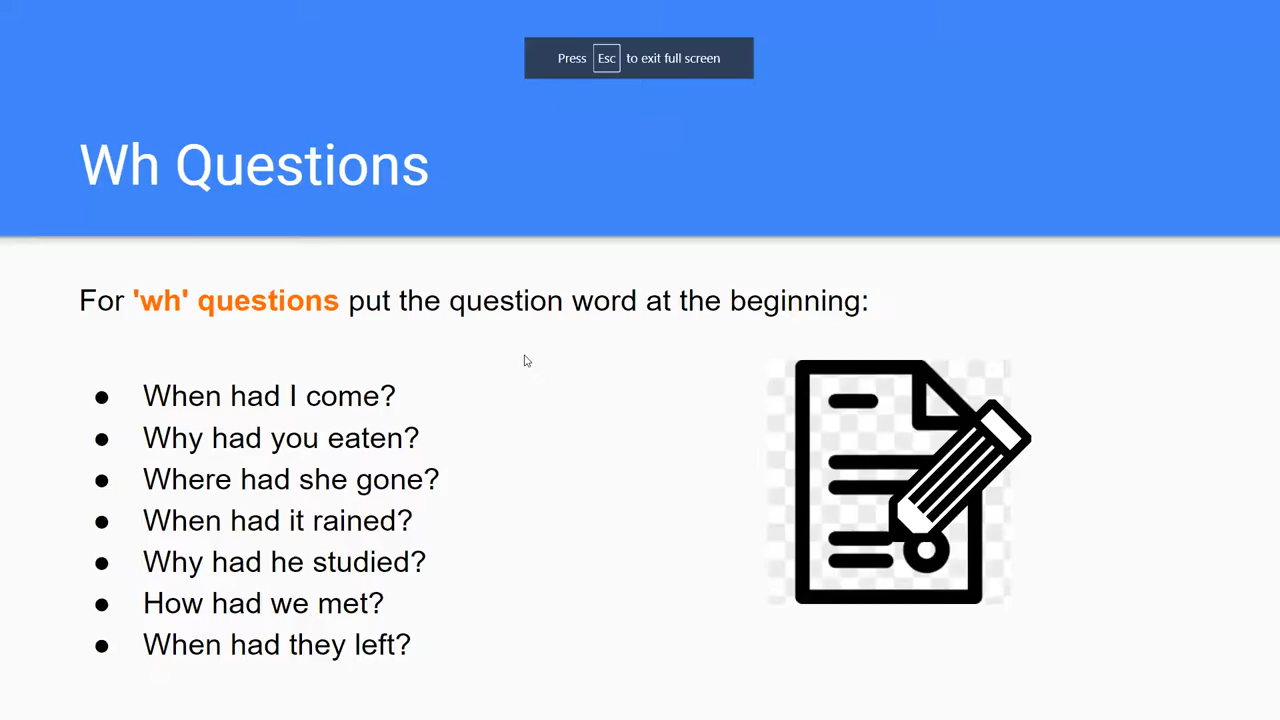 Press Esc to exit full screen
Wh Questions
For 'wh' questions put the question word at the beginning:
● When had I come?
● Why had you eaten?
● Where had she gone?
● When had it rained?
● Why had he studied?
● How had we met?
● When had they left?